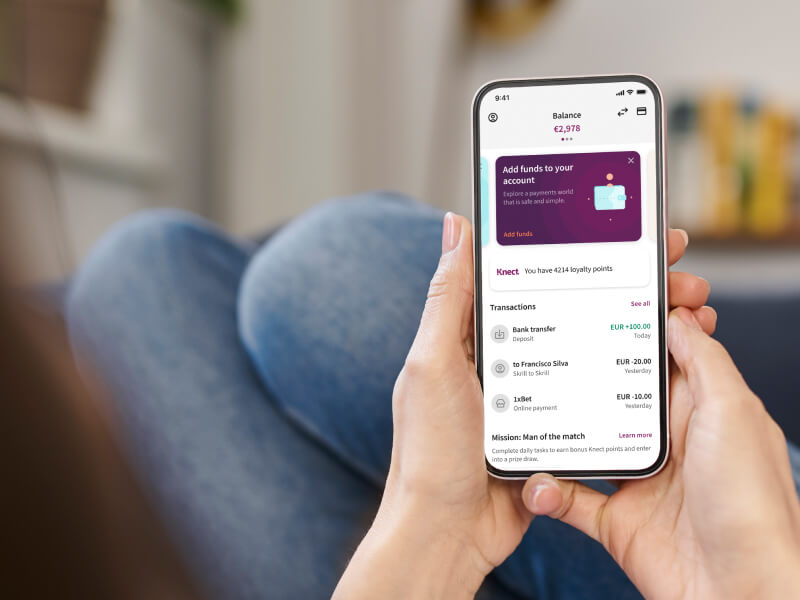 9:41
Balance
€2,978
Add funds to your
account
Explore a payments world
that is safe and simple.
Add funds
Knect You have 4214 loyalty points
Transactions See all
Bank transfer EUR +100.00
Deposit Today
to Francisco Silva EUR -20.00
Skrill to Skrill Yesterday
1xBet EUR -10.00
Online payment Yesterday
Mission: Man of the match Learn more
Complete daily tasks to earn bonus Knect points and enter
into a prize draw.